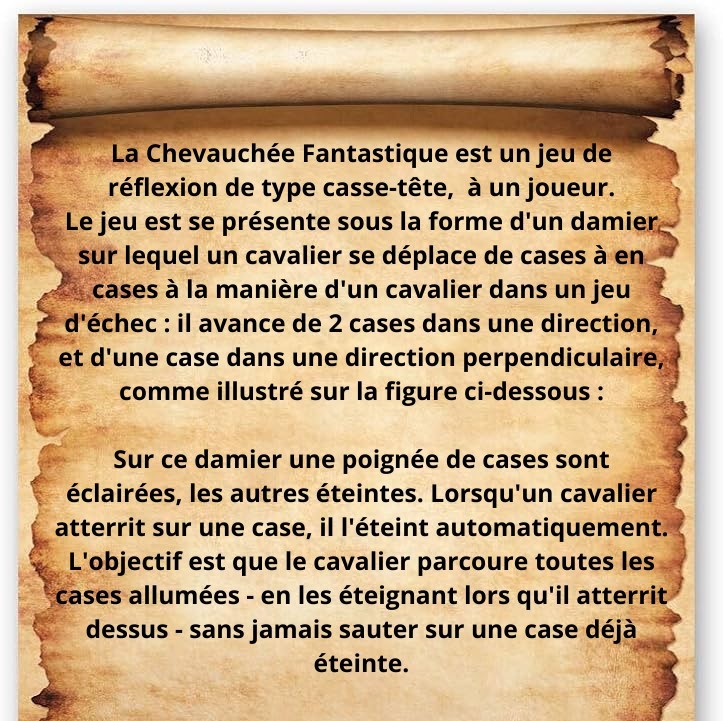 La Chevauchée Fantastique est un jeu de
réflexion de type casse-tête,  à un joueur.
Le jeu est se présente sous la forme d'un damier
sur lequel un cavalier se déplace de cases à en
cases à la manière d'un cavalier dans un jeu
d'échec : il avance de 2 cases dans une direction,
et d'une case dans une direction perpendiculaire,
comme illustré sur la figure ci-dessous :
Sur ce damier une poignée de cases sont
éclairées, les autres éteintes. Lorsqu'un cavalier
atterrit sur une case, il l'éteint automatiquement.
L'objectif est que le cavalier parcoure toutes les
cases allumées - en les éteignant lors qu'il atterrit
dessus - sans jamais sauter sur une case déjà
éteinte.